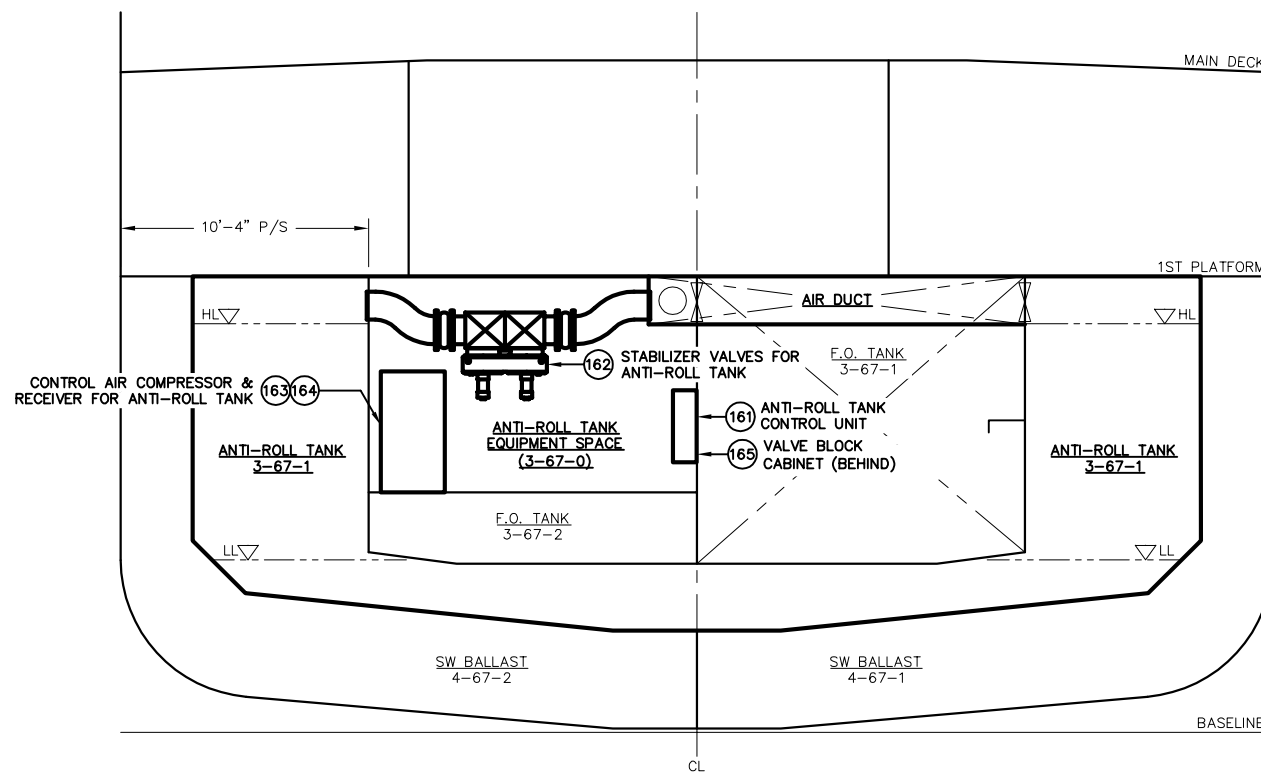 MAIN DECK
10'-4" P/S
1ST PLATFORM
AIR DUCT
HL
HL
F.O. TANK
3-67-1
162 STABILIZER VALVES FOR
ANTI-ROLL TANK
CONTROL AIR COMPRESSOR &
RECEIVER FOR ANTI-ROLL TANK
163 164
161 ANTI-ROLL TANK
CONTROL UNIT
ANTI-ROLL TANK
EQUIPMENT SPACE
(3-67-0)
165 VALVE BLOCK
CABINET (BEHIND)
ANTI-ROLL TANK
3-67-1
ANTI-ROLL TANK
3-67-1
F.O. TANK
3-67-2
LL
LL
SW BALLAST
4-67-2
SW BALLAST
4-67-1
BASELINE
CL